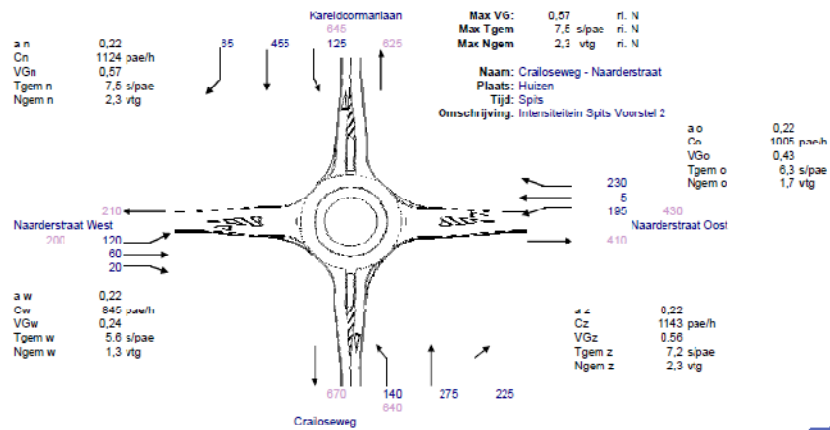 Kareldoormanlaan
645
85 455 125 625
a n 0,22
Cn 1124 pae/h
VGn 0,57
Tgem n 7,5 s/pae
Ngem n 2,3 vtg
Max VG: 0,57 ri. N
Max Tgem 7,5 s/pae ri. N
Max Ngem 2,3 vtg ri. N
Naam: Crailoseweg - Naarderstraat
Plaats: Huizen
Tijd: Spits
Omschrijving: Intensiteitein Spits Voorstel 2
a o 0,22
Co 1005 pae/h
VGo 0,43
Tgem o 6,3 s/pae
Ngem o 1,7 vtg
230
5
195 430
Naarderstraat Oost
410
210
Naarderstraat West
200 120
60
20
a w 0,22
Cw 845 pae/h
VGw 0,24
Tgem w 5,6 s/pae
Ngem w 1,3 vtg
a z 0,22
Cz 1143 pae/h
VGz 0,56
Tgem z 7,2 s/pae
Ngem z 2,3 vtg
670 140 275 225
640
Crailoseweg